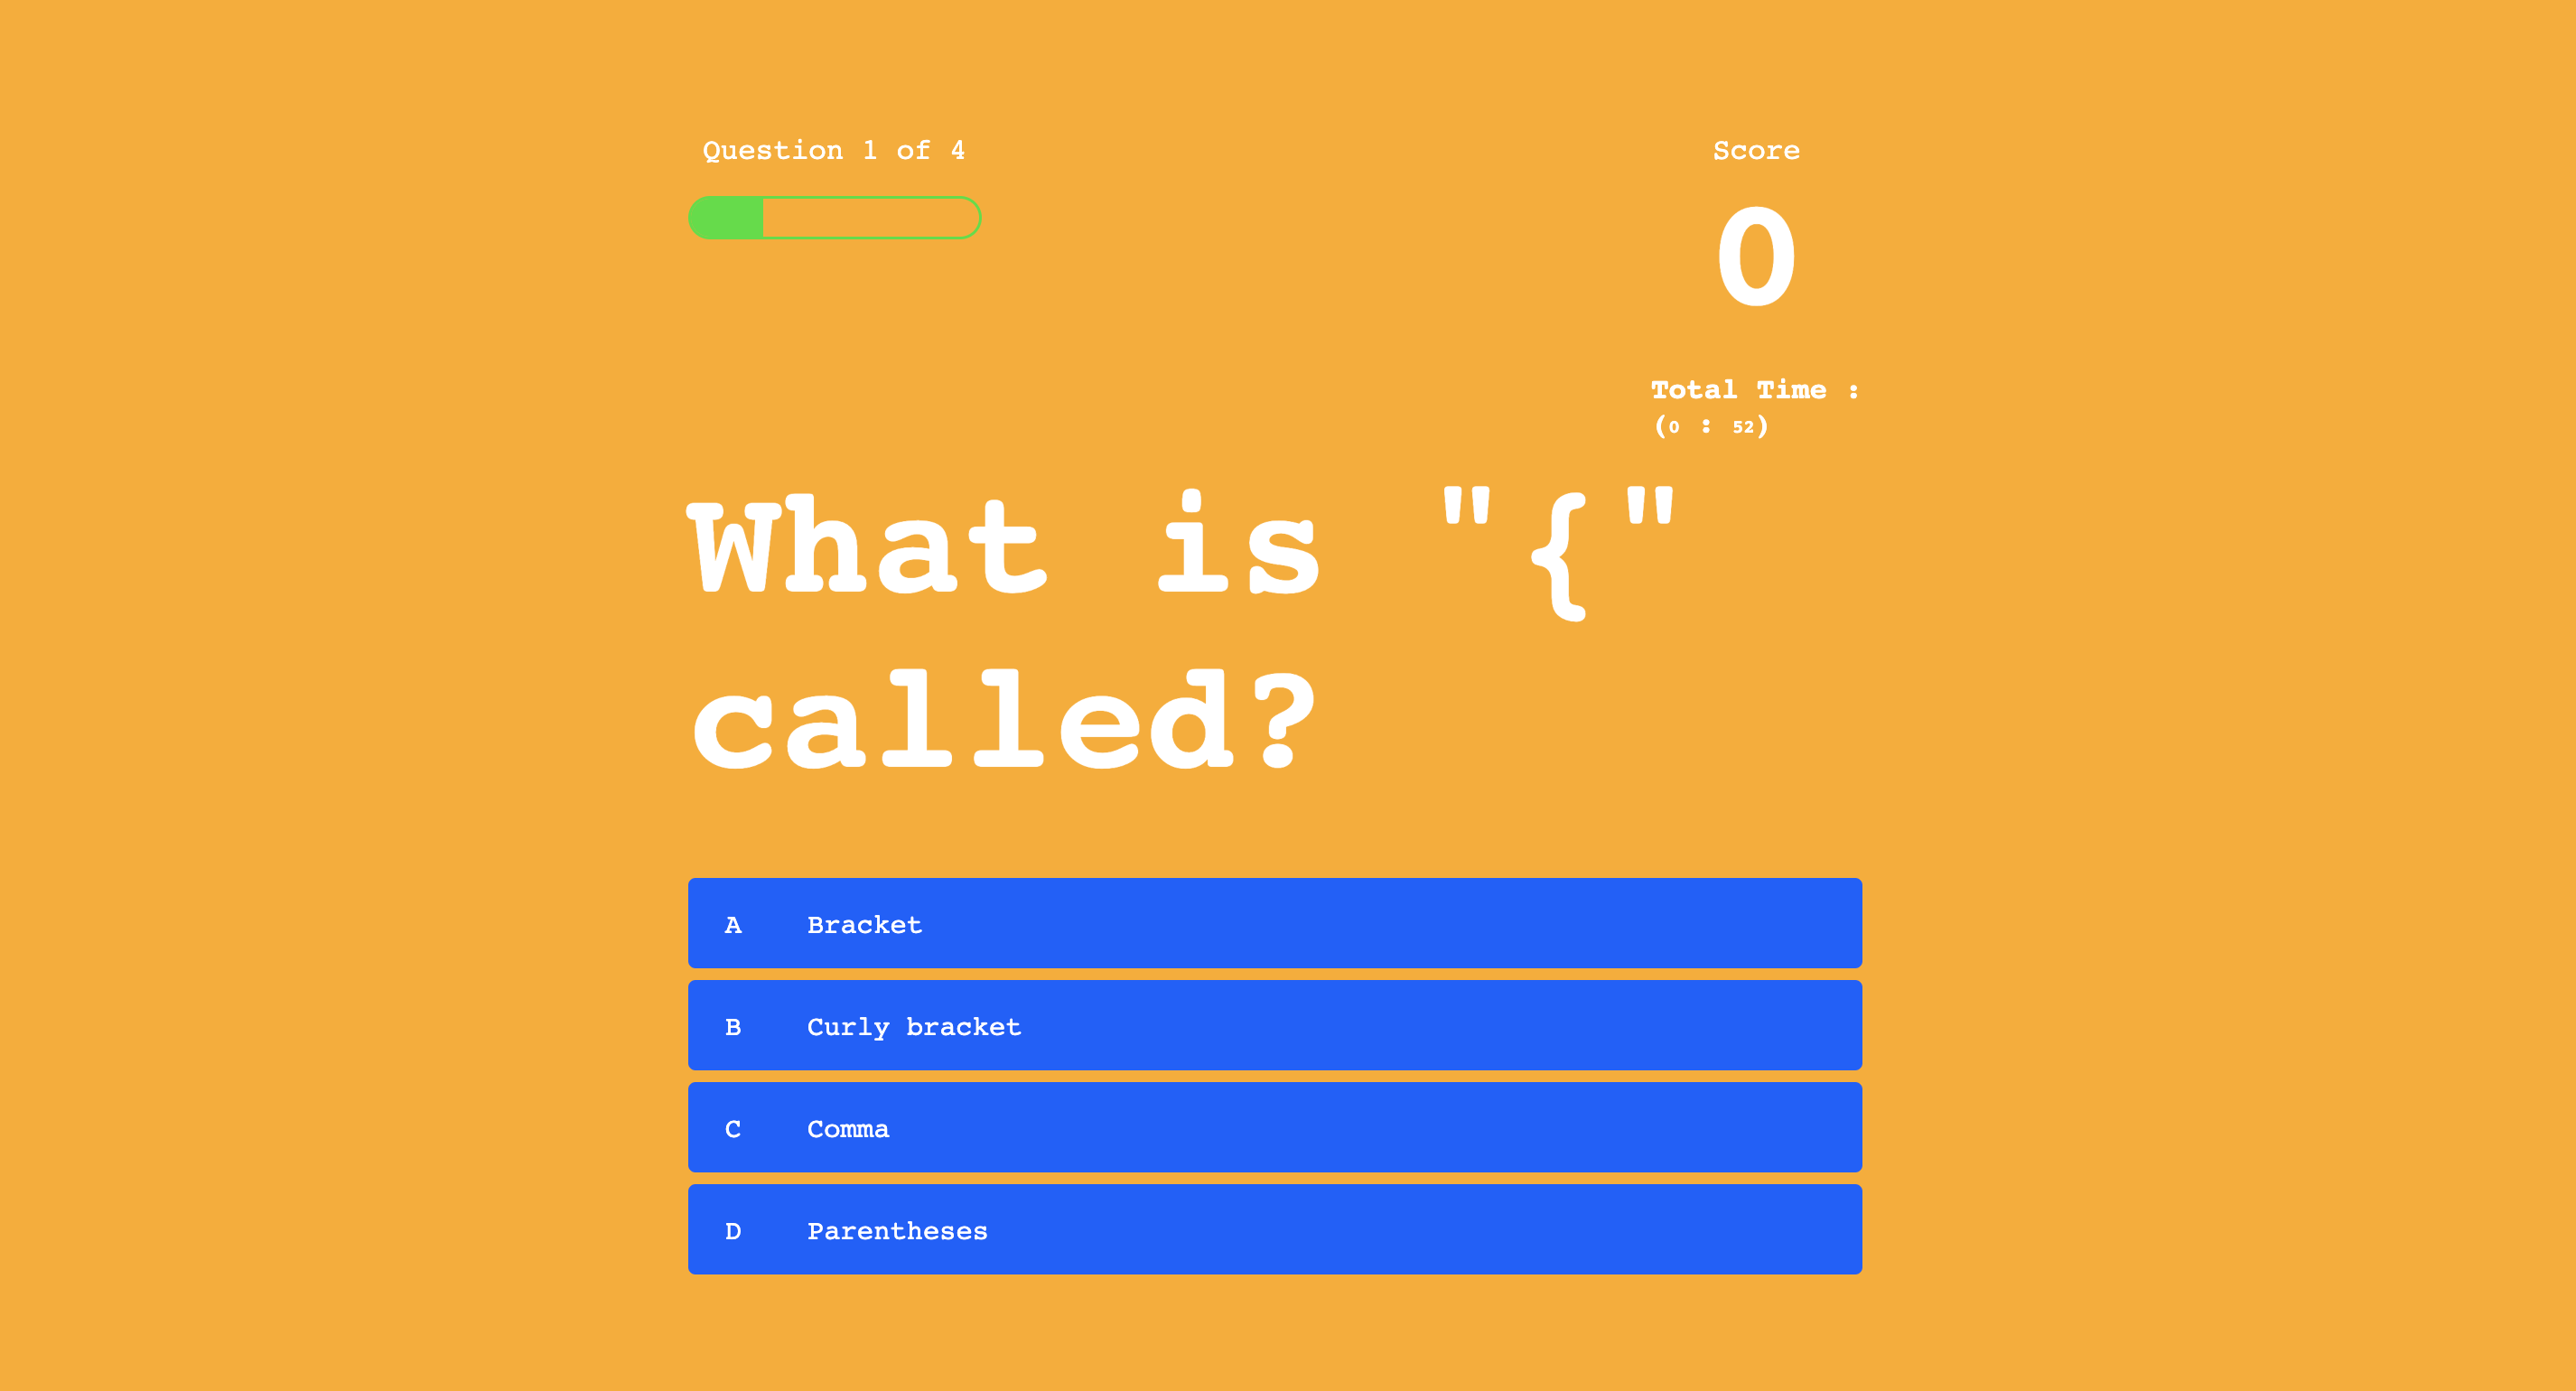 Question 1 of 4
Score
0
Total Time :
(0 : 52)
What is "{"
called?
A Bracket
B Curly bracket
C Comma
D Parentheses